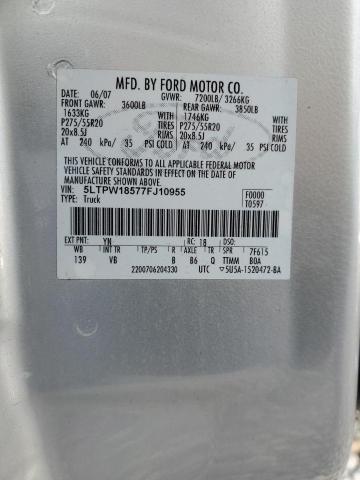 MFD. BY FORD MOTOR CO.
06/07 GVWR: 7200LB/ 3266KG
FRONT GAWR: 3600LB REAR GAWR: 3850LB
1633KG 1746KG
P275/55R20 TIRES P275/55R20 TIRES
20x8.5J RIMS 20x8.5J RIMS
AT 240 kPa/ 35 PSI COLD AT 240 kPa/ 35 PSI COLD
THIS VEHICLE CONFORMS TO ALL APPLICABLE FEDERAL MOTOR
VEHICLE SAFETY STANDARDS IN EFFECT ON THE DATE OF
MANUFACTURE SHOWN ABOVE.
VIN: 5LTPW18577FJ10955 F0000
TYPE: Truck T0597
EXT PNT: YN RC: 18 DSO:
WB INT TR TP/PS R AXLE TR SPR 7F615
139 VB B B6 Q TTMM B0A
2200706204330 UTC 5U5A-1520472-BA